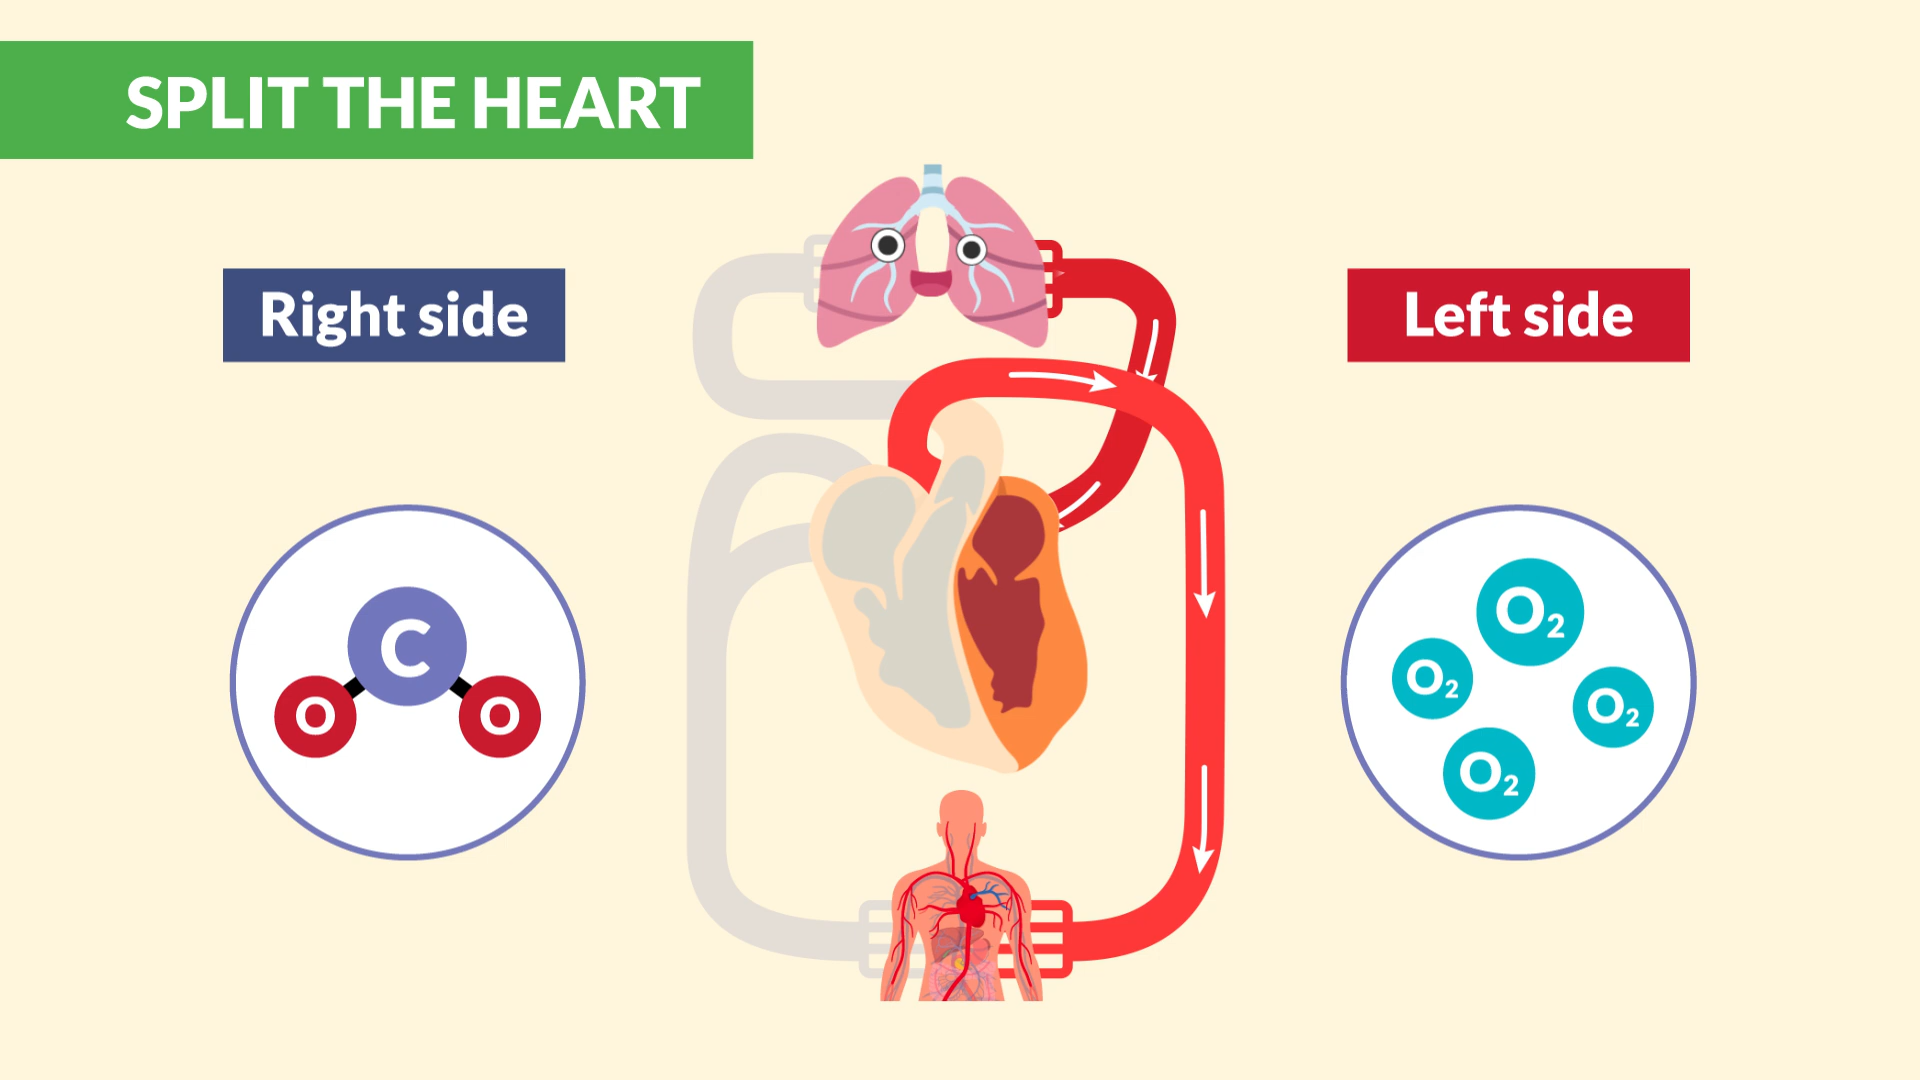 SPLIT THE HEART
Right side
Left side
C
O
O
O₂
O₂
O₂
O₂